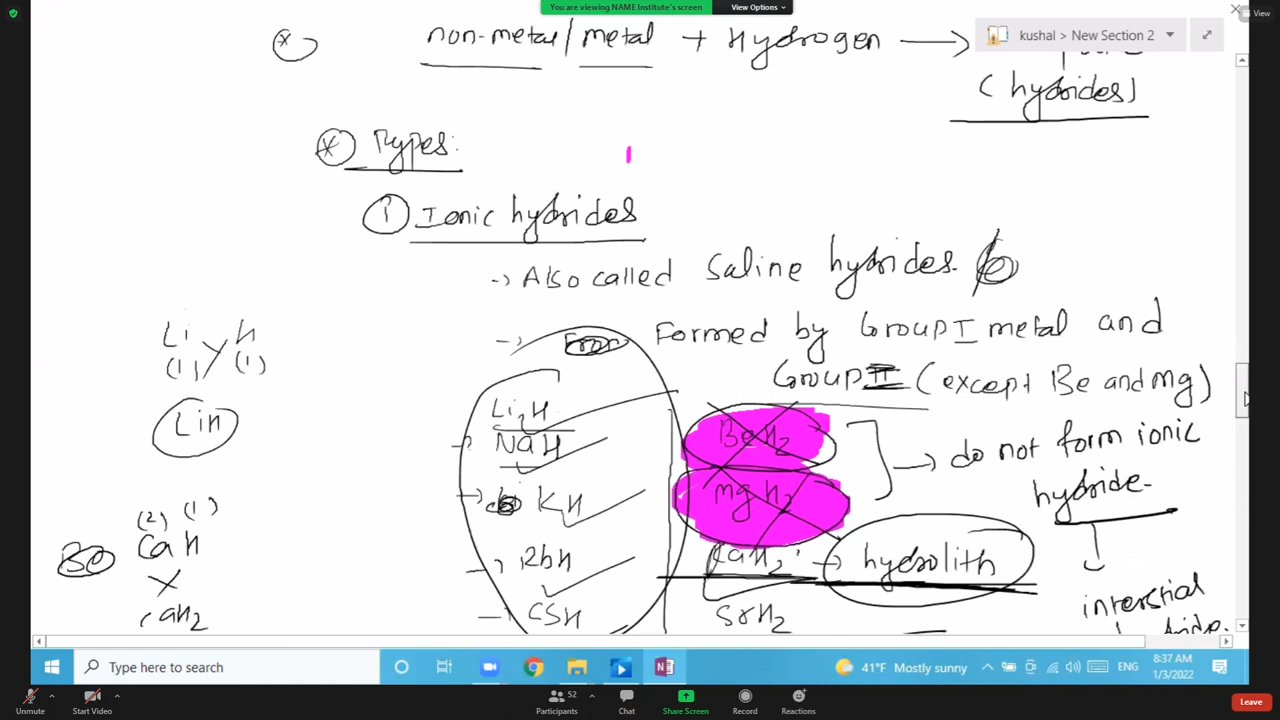 You are viewing NAME Institute's screen
View Options
View
kushal > New Section 2
non-metal/metal + Hydrogen →
(hydrides)
Types:
① Ionic hydrides
→ Also called Saline hydrides.
→ Formed by Group I metal and
Group II (except Be and Mg)
Li H
(1) (1)
LiH
(2) (1)
Ca H
CaH2
Li2H
NaH
KH
RbH
CSH
BeH2
mgH2
CaH2 → hydrolith
SrH2
→ do not form ionic
hydride
interstial
Type here to search
41°F Mostly sunny
ENG
8:37 AM
1/3/2022
Unmute
Start Video
52
Participants
Chat
Share Screen
Record
Reactions
Leave